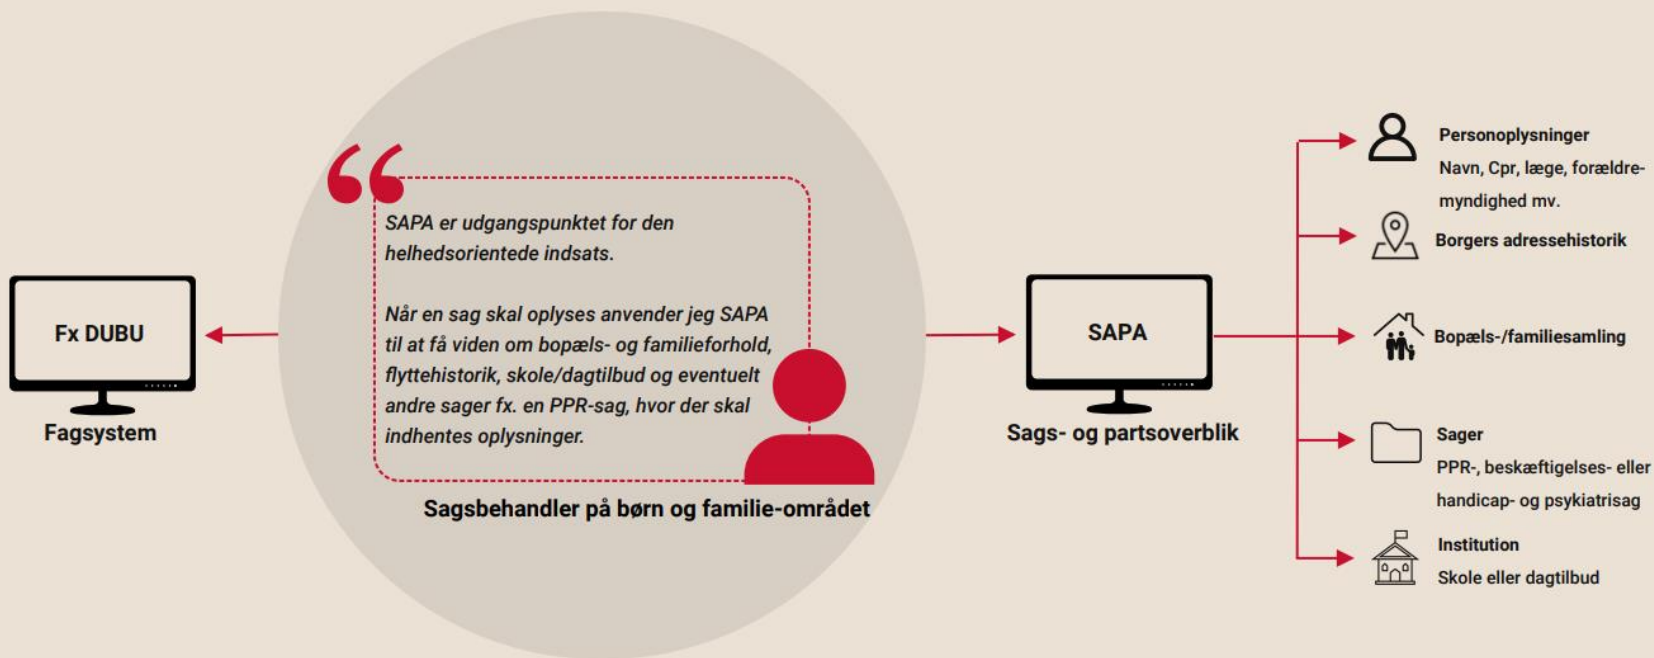 Fx DUBU
Fagsystem
“
SAPA er udgangspunktet for den
helhedsorientede indsats.
Når en sag skal oplyses anvender jeg SAPA
til at få viden om bopæls- og familieforhold,
flyttehistorik, skole/dagtilbud og eventuelt
andre sager fx. en PPR-sag, hvor der skal
indhentes oplysninger.
Sagsbehandler på børn og familie-området
SAPA
Sags- og partsoverblik
Personoplysninger
Navn, Cpr, læge, forældre-
myndighed mv.
Borgers adressehistorik
Bopæls-/familiesamling
Sager
PPR-, beskæftigelses- eller
handicap- og psykiatrisag
Institution
Skole eller dagtilbud